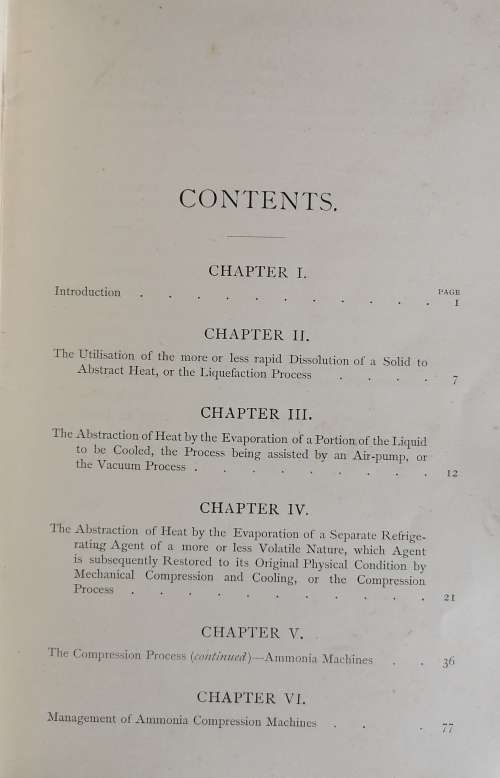 CONTENTS.
CHAPTER I.
PAGE
Introduction . . . . . . . . . . . 1
CHAPTER II.
The Utilisation of the more or less rapid Dissolution of a Solid to
Abstract Heat, or the Liquefaction Process . . . . 7
CHAPTER III.
The Abstraction of Heat by the Evaporation of a Portion of the Liquid
to be Cooled, the Process being assisted by an Air-pump, or
the Vacuum Process . . . . . . . . . 12
CHAPTER IV.
The Abstraction of Heat by the Evaporation of a Separate Refrige-
rating Agent of a more or less Volatile Nature, which Agent
is subsequently Restored to its Original Physical Condition by
Mechanical Compression and Cooling, or the Compression
Process . . . . . . . . . . . 21
CHAPTER V.
The Compression Process (continued)—Ammonia Machines . . 36
CHAPTER VI.
Management of Ammonia Compression Machines . . . 77